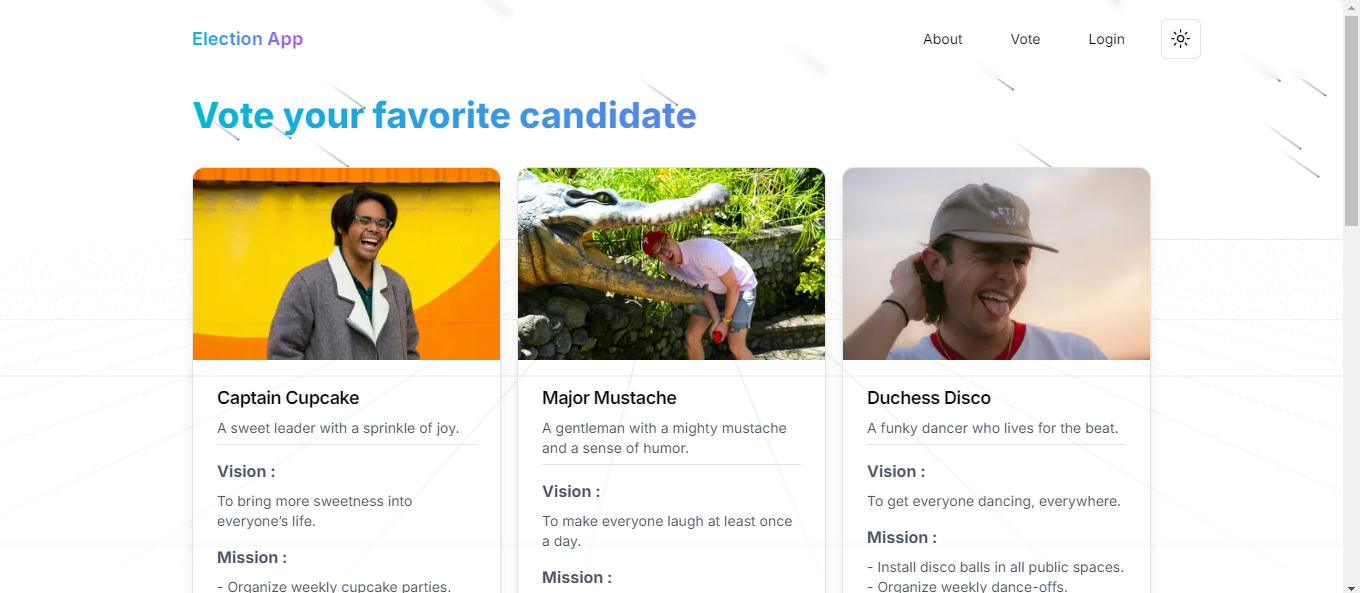 Election App
About
Vote
Login
Vote your favorite candidate
Captain Cupcake
A sweet leader with a sprinkle of joy.
Vision :
To bring more sweetness into
everyone's life.
Mission :
- Organize weekly cupcake parties.
Major Mustache
A gentleman with a mighty mustache
and a sense of humor.
Vision :
To make everyone laugh at least once
a day.
Mission :
Duchess Disco
A funky dancer who lives for the beat.
Vision :
To get everyone dancing, everywhere.
Mission :
- Install disco balls in all public spaces.
- Organize weekly dance-offs.